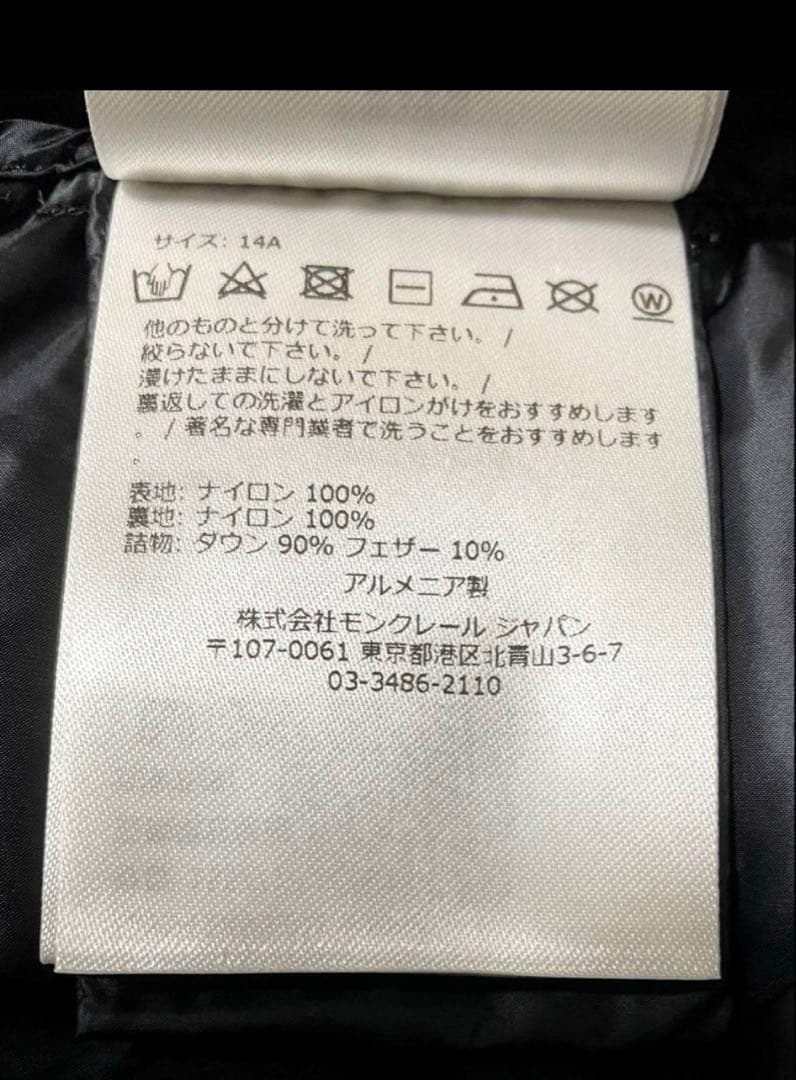 サイズ: 14A
W
他のものと分けて洗って下さい。 /
絞らないで下さい。 /
浸けたままにしないで下さい。 /
裏返しての洗濯とアイロンがけをおすすめします
。 / 著名な専門業者で洗うことをおすすめします
。
表地: ナイロン 100%
裏地: ナイロン 100%
詰物: ダウン 90% フェザー 10%
アルメニア製
株式会社モンクレール ジャパン
〒107-0061 東京都港区北青山3-6-7
03-3486-2110